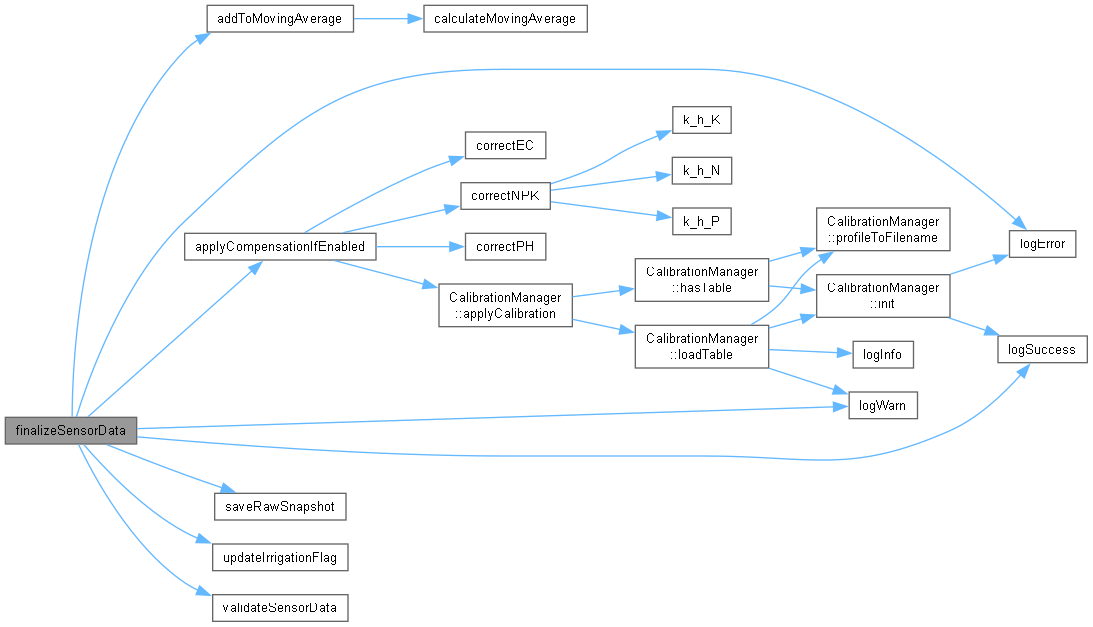 addToMovingAverage
calculateMovingAverage
k_h_K
correctEC
k_h_N
correctNPK
k_h_P
CalibrationManager
::profileToFilename
applyCompensationIfEnabled
correctPH
logError
CalibrationManager
::hasTable
CalibrationManager
::init
CalibrationManager
::applyCalibration
CalibrationManager
::loadTable
logInfo
logSuccess
logWarn
finalizeSensorData
saveRawSnapshot
updateIrrigationFlag
validateSensorData